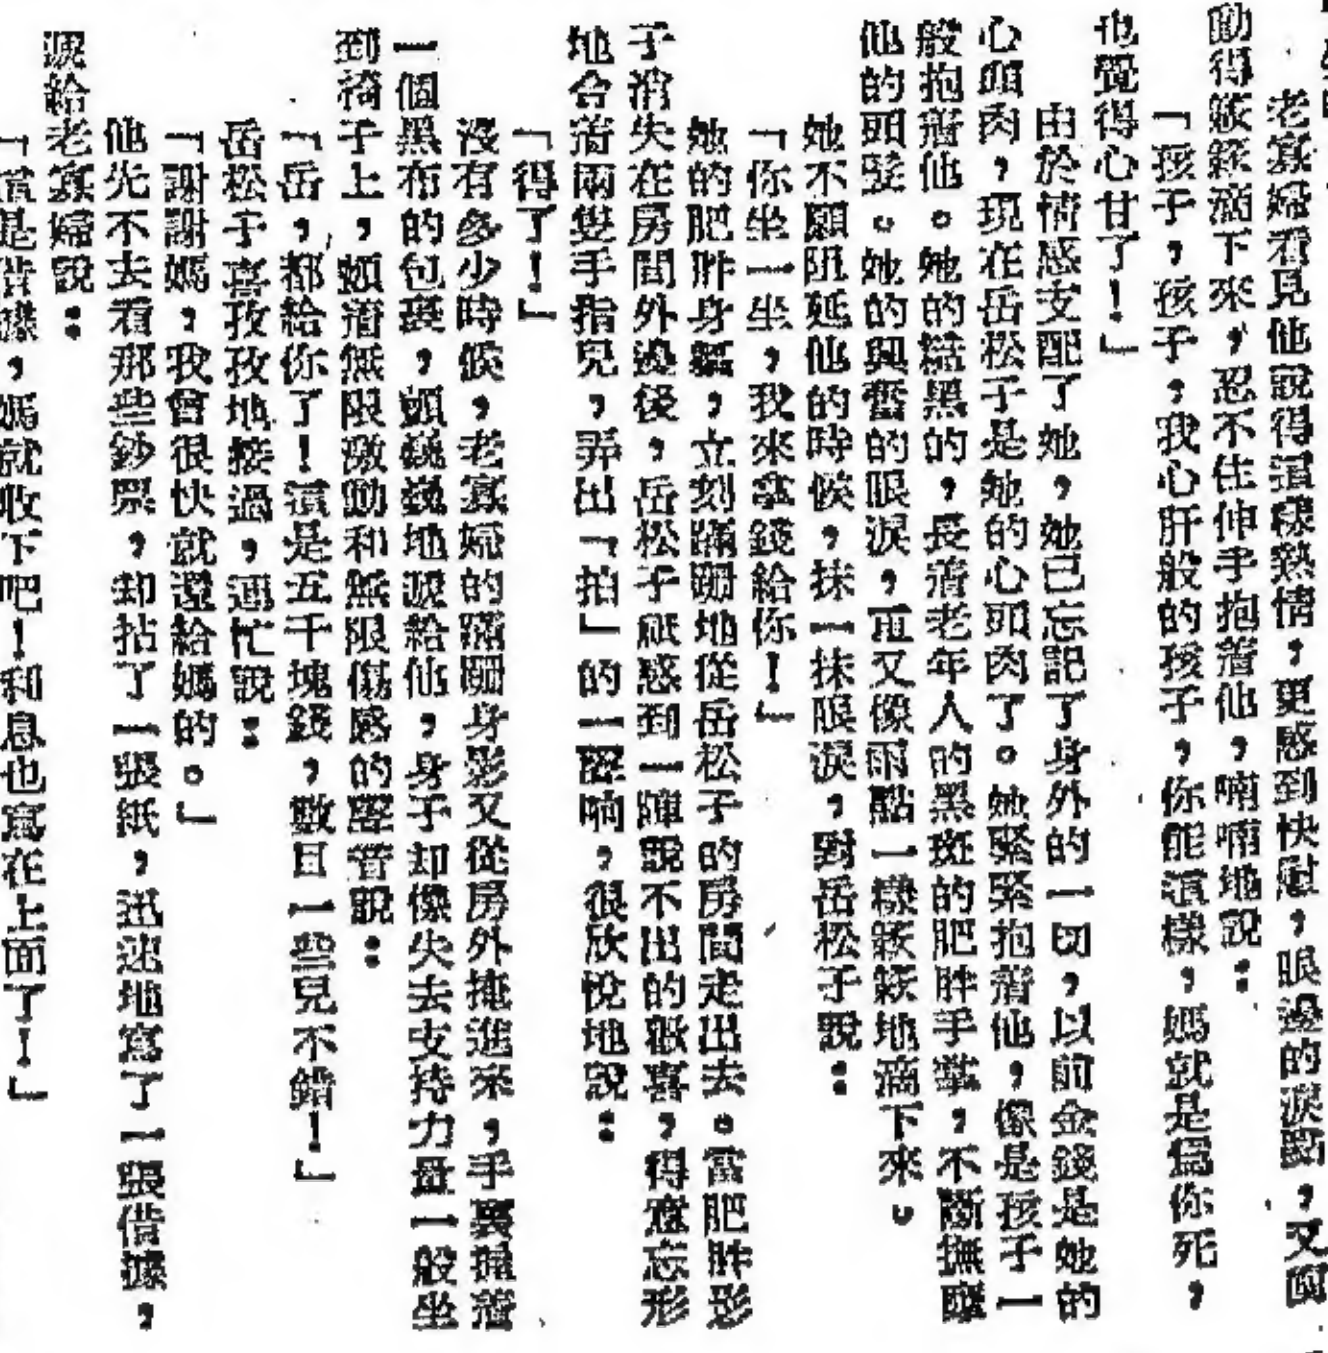 老寡婦看見他說得這樣熱情，更感到快慰，眼邊的淚點，又感
動得簌簌滴下來，忍不住伸手抱着他，喃喃地說：
「孩子，孩子，我心肝般的孩子，你能這樣，媽就是爲你死，
也覺得心甘了！」
由於情感支配了她，她已忘記了身外的一切，以前金錢是她的
心頭肉，現在岳松子是她的心頭肉了。她緊緊抱着他，像是孩子一
般抱着他。她的黝黑的，長着老年人的黑斑的肥胖手掌，不斷撫摩
他的頭髮。她的興奮的眼淚，重又像雨點一樣簌簌地滴下來。
她不願阻延他的時候，抹一抹眼淚，對岳松子說：
「你坐一坐，我來拿錢給你！」
她的肥胖身軀，立刻蹣跚地從岳松子的房間走出去。當肥胖影
子消失在房間外邊後，岳松子祇感到一陣說不出的歡喜，得意忘形
地合着兩隻手指兒，弄出「拍」的一聲响，很欣悅地說：
「得了！」
沒有多少時候，老寡婦的蹣跚身影又從房外捲進來，手裏揣着
一個黑布的包裹，顫巍巍地遞給他，身子却像失去支持力量一般坐
到椅子上，顫着無限激動和無限傷感的聲音說：
「岳，都給你了！這是五千塊錢，數目一些兒不錯！」
岳松子喜孜孜地接過，連忙說：
「謝謝媽，我會很快就還給媽的。」
他先不去看那些鈔票，却拈了一張紙，迅速地寫了一張借據，
遞給老寡婦說：
「這是借據，媽就收下吧！利息也寫在上面了！」